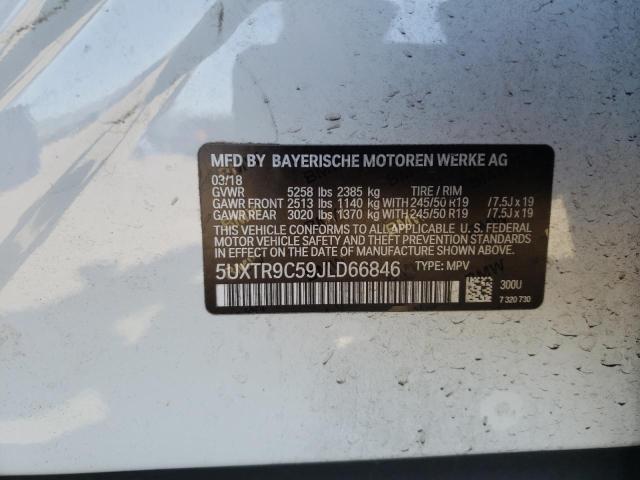 MFD BY BAYERISCHE MOTOREN WERKE AG
03/18
GVWR 5258 lbs 2385 kg TIRE / RIM
GAWR FRONT 2513 lbs 1140 kg WITH 245/50 R19 /7.5J x 19
GAWR REAR 3020 lbs 1370 kg WITH 245/50 R19 /7.5J x 19
THIS VEHICLE CONFORMS TO ALL APPLICABLE U. S. FEDERAL
MOTOR VEHICLE SAFETY AND THEFT PREVENTION STANDARDS
IN EFFECT ON THE DATE OF MANUFACTURE SHOWN ABOVE.
5UXTR9C59JLD66846 TYPE: MPV
300U
7 320 730